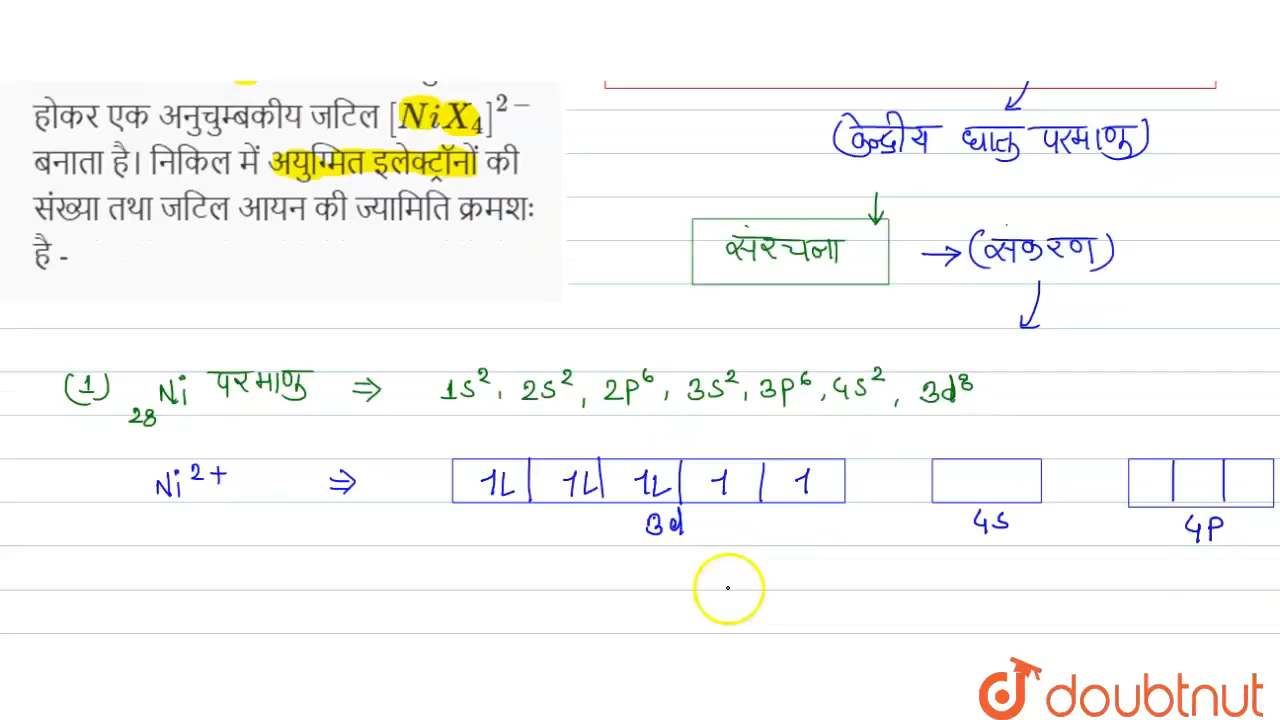 होकर एक अनुचुम्बकीय जटिल [NiX₄]²⁻
बनाता है। निकिल में अयुग्मित इलेक्ट्रॉनों की
संख्या तथा जटिल आयन की ज्यामिति क्रमशः
है -
(केन्द्रीय धातु परमाणु)
संरचना → (संकरण)
(1) ₂₈Ni परमाणु ⇒ 1s², 2s², 2p⁶, 3s², 3p⁶, 4s², 3d⁸
Ni²⁺ ⇒ 1L 1L 1L 1 1
3d 4s 4p
doubtnut